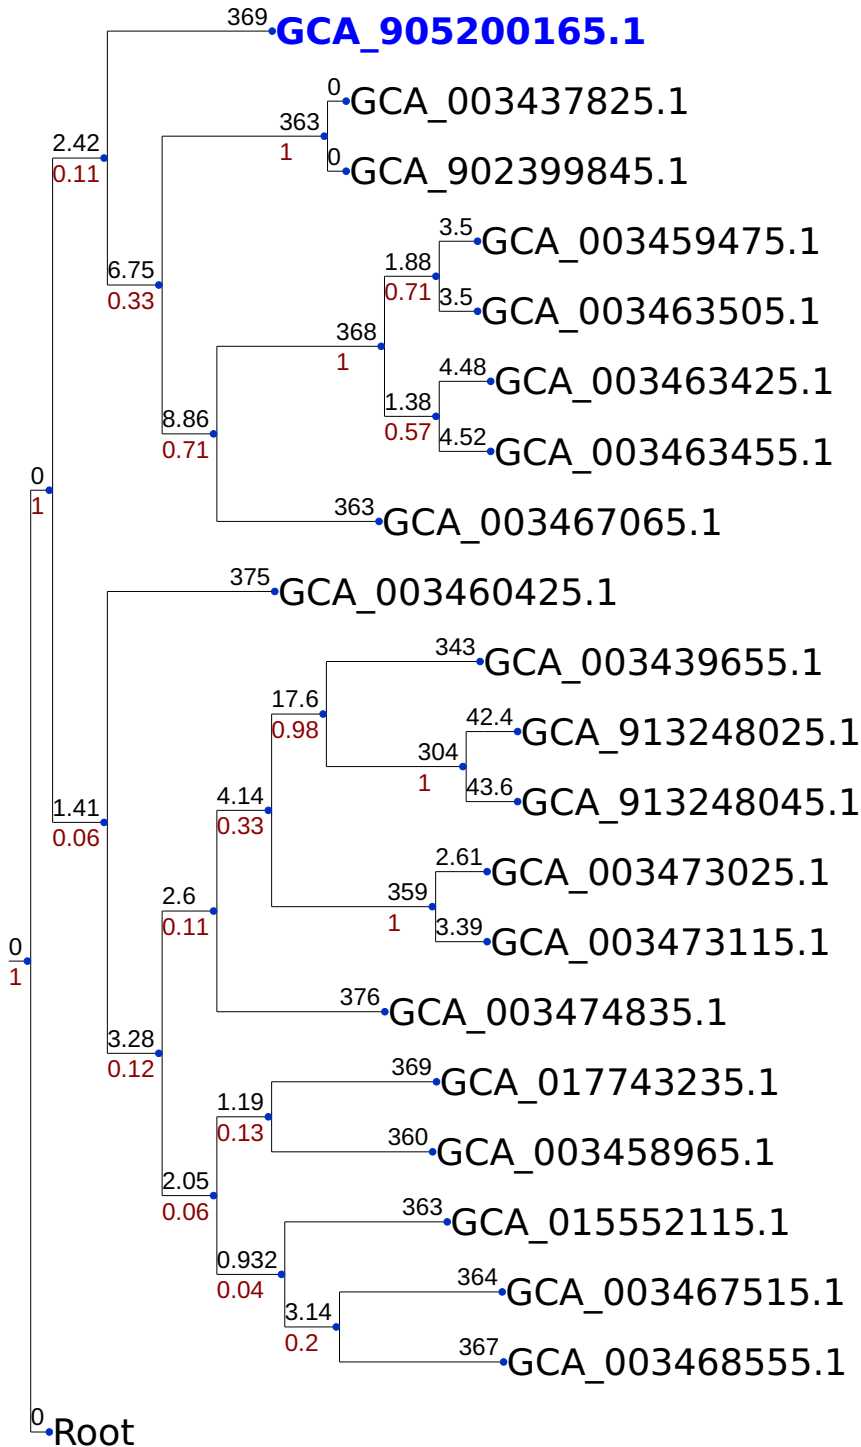 369
GCA_905200165.1
0
GCA_003437825.1
363
1
2.42
0.11
0
GCA_902399845.1
3.5
GCA_003459475.1
1.88
0.71
6.75
0.33
3.5
GCA_003463505.1
368
1
4.48
GCA_003463425.1
1.38
0.57
8.86
0.71
4.52
GCA_003463455.1
0
1
363
GCA_003467065.1
375
GCA_003460425.1
343
GCA_003439655.1
17.6
0.98
42.4
GCA_913248025.1
304
1
43.6
GCA_913248045.1
4.14
0.33
1.41
0.06
2.61
GCA_003473025.1
359
1
2.6
0.11
3.39
GCA_003473115.1
0
1
376
GCA_003474835.1
3.28
0.12
369
GCA_017743235.1
1.19
0.13
360
GCA_003458965.1
2.05
0.06
363
GCA_015552115.1
0.932
0.04
364
GCA_003467515.1
3.14
0.2
367
GCA_003468555.1
0
Root